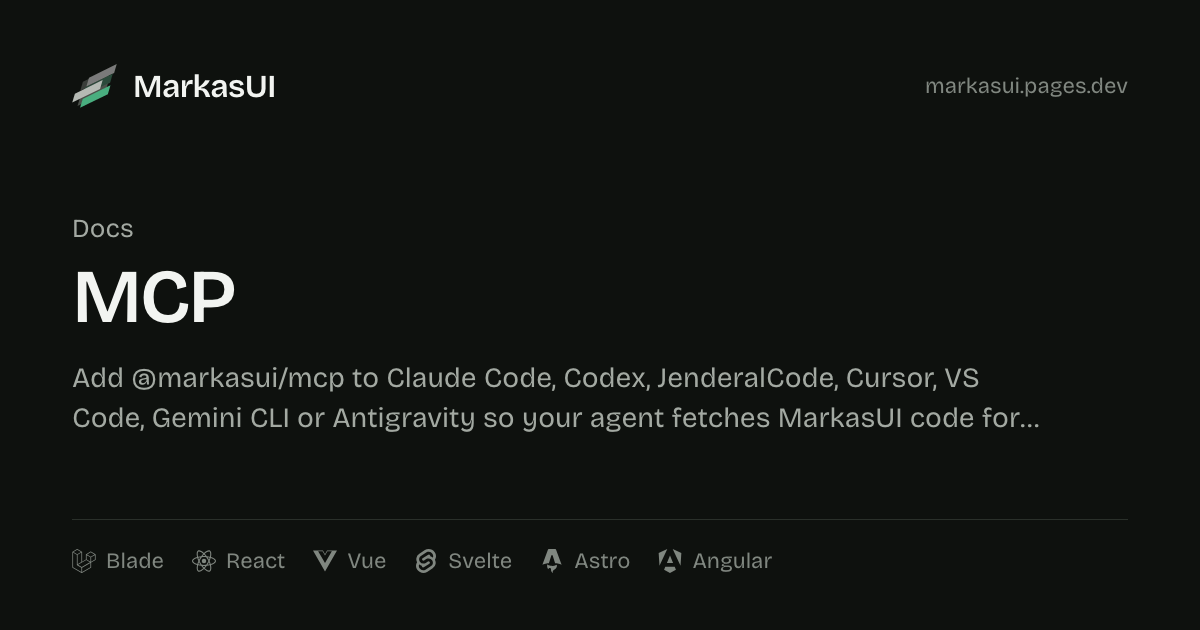 MarkasUI
markasui.pages.dev
Docs
MCP
Add @markasui/mcp to Claude Code, Codex, JenderalCode, Cursor, VS
Code, Gemini CLI or Antigravity so your agent fetches MarkasUI code for...
Blade React Vue Svelte Astro Angular